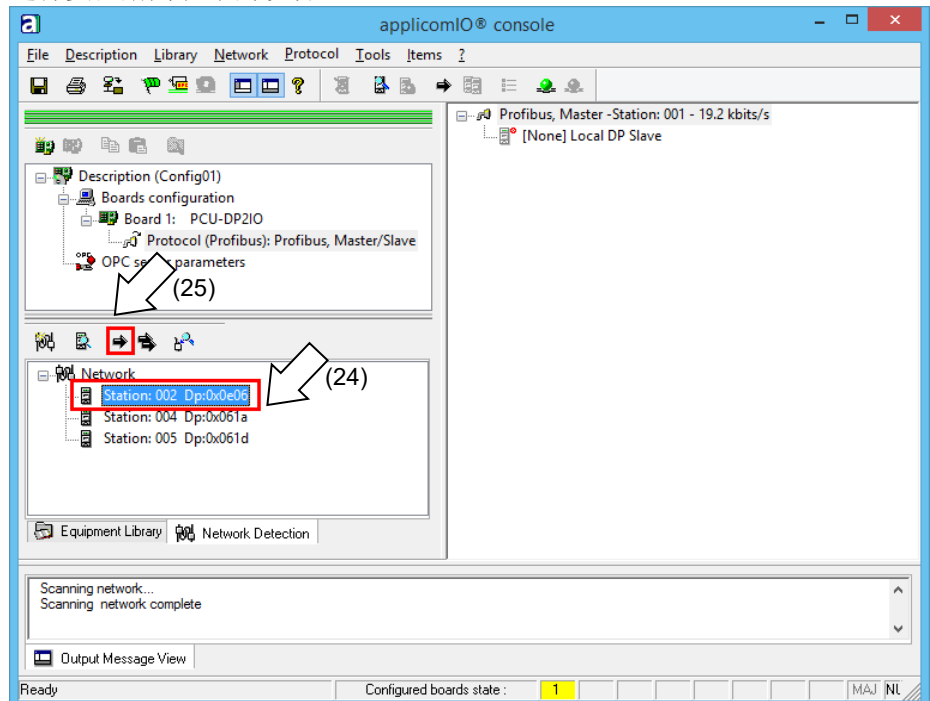 applicomIO® console
File Description Library Network Protocol Tools Items ?
Profibus, Master -Station: 001 - 19.2 kbits/s
[None] Local DP Slave
Description (Config01)
Boards configuration
Board 1: PCU-DP2IO
Protocol (Profibus): Profibus, Master/Slave
OPC server parameters
(25)
Network
(24)
Station: 002 Dp:0x0e06
Station: 004 Dp:0x061a
Station: 005 Dp:0x061d
Equipment Library Network Detection
Scanning network...
Scanning network complete
Output Message View
Ready Configured boards state : 1 MAJ